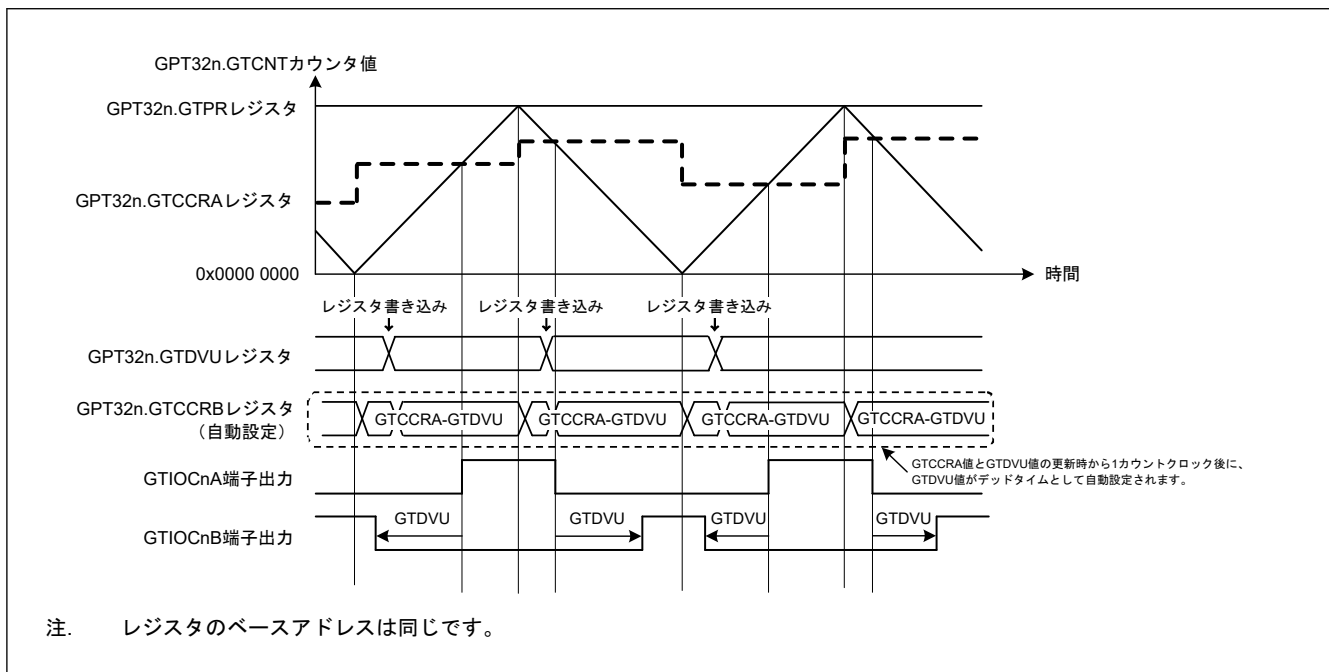 GPT32n.GTCNTカウンタ値
GPT32n.GTPRレジスタ
GPT32n.GTCCRAレジスタ
0x0000 0000
時間
レジスタ書き込み レジスタ書き込み レジスタ書き込み
GPT32n.GTDVUレジスタ
GPT32n.GTCCRBレジスタ
（自動設定）
GTCCRA-GTDVU GTCCRA-GTDVU GTCCRA-GTDVU GTCCRA-GTDVU
GTCCRA値とGTDVU値の更新時から1カウントクロック後に、
GTDVU値がデッドタイムとして自動設定されます。
GTIOCnA端子出力
GTIOCnB端子出力
GTDVU GTDVU GTDVU GTDVU
注. レジスタのベースアドレスは同じです。